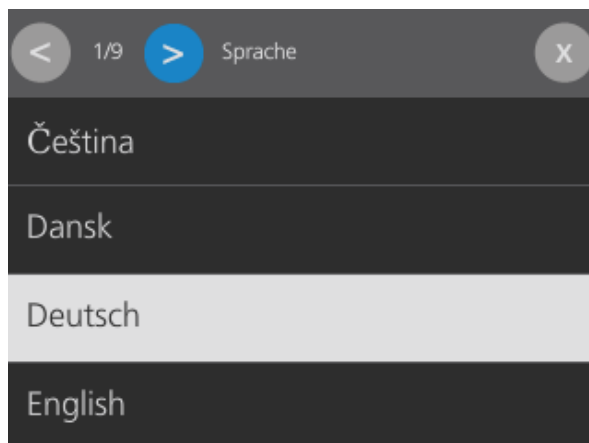 < 1/9 > Sprache X
Čeština
Dansk
Deutsch
English